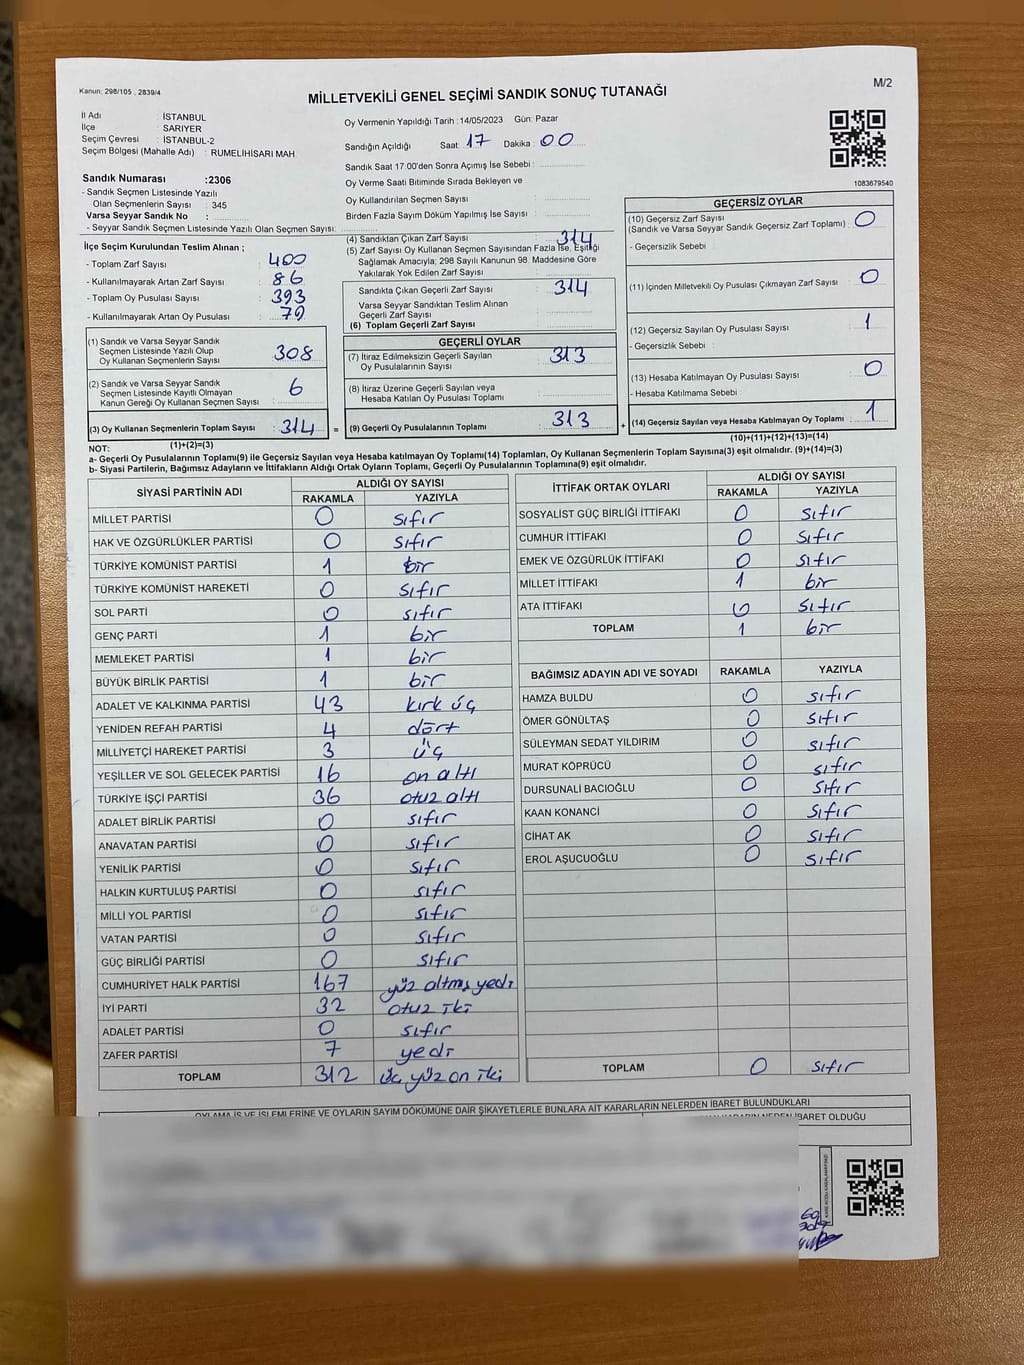 Kanun; 298/105 , 2839/4
M/2
MİLLETVEKİLİ GENEL SEÇİMİ SANDIK SONUÇ TUTANAĞI
İl Adı : İSTANBUL
İlçe : SARIYER
Seçim Çevresi : İSTANBUL-2
Seçim Bölgesi (Mahalle Adı) : RUMELİHİSARI MAH.
Sandık Numarası :2306
- Sandık Seçmen Listesinde Yazılı
Olan Seçmenlerin Sayısı : 345
Varsa Seyyar Sandık No :
- Seyyar Sandık Seçmen Listesinde Yazılı Olan Seçmen Sayısı:
Oy Vermenin Yapıldığı Tarih :14/05/2023 Gün: Pazar
Sandığın Açıldığı Saat: 17 Dakika: 00
Sandık Saat 17:00'den Sonra Açımış İse Sebebi :
Oy Verme Saati Bitiminde Sırada Bekleyen ve
Oy Kullandırılan Seçmen Sayısı :
Birden Fazla Sayım Döküm Yapılmış İse Sayısı :
1083679540
İlçe Seçim Kurulundan Teslim Alınan ;
- Toplam Zarf Sayısı : 400
- Kullanılmayarak Artan Zarf Sayısı : 86
- Toplam Oy Pusulası Sayısı : 393
- Kullanılmayarak Artan Oy Pusulası : 79
(4) Sandıktan Çıkan Zarf Sayısı : 314
(5) Zarf Sayısı Oy Kullanan Seçmen Sayısından Fazla İse, Eşitliği
Sağlamak Amacıyla; 298 Sayılı Kanunun 98. Maddesine Göre
Yakılarak Yok Edilen Zarf Sayısı :
Sandıkta Çıkan Geçerli Zarf Sayısı : 314
Varsa Seyyar Sandıktan Teslim Alınan
Geçerli Zarf Sayısı :
(6) Toplam Geçerli Zarf Sayısı :
GEÇERSİZ OYLAR
(10) Geçersiz Zarf Sayısı
(Sandık ve Varsa Seyyar Sandık Geçersiz Zarf Toplamı) : 0
- Geçersizlik Sebebi :
(11) İçinden Milletvekili Oy Pusulası Çıkmayan Zarf Sayısı : 0
(12) Geçersiz Sayılan Oy Pusulası Sayısı : 1
- Geçersizlik Sebebi :
(13) Hesaba Katılmayan Oy Pusulası Sayısı : 0
- Hesaba Katılmama Sebebi :
(14) Geçersiz Sayılan veya Hesaba Katılmayan Oy Toplamı : 1
(10)+(11)+(12)+(13)=(14)
(1) Sandık ve Varsa Seyyar Sandık
Seçmen Listesinde Yazılı Olup
Oy Kullanan Seçmenlerin Sayısı : 308
(2) Sandık ve Varsa Seyyar Sandık
Seçmen Listesinde Kayıtlı Olmayan
Kanun Gereği Oy Kullanan Seçmen Sayısı : 6
(3) Oy Kullanan Seçmenlerin Toplam Sayısı : 314 =
(1)+(2)=(3)
GEÇERLİ OYLAR
(7) İtiraz Edilmeksizin Geçerli Sayılan
Oy Pusulalarının Sayısı : 313
(8) İtiraz Üzerine Geçerli Sayılan veya
Hesaba Katılan Oy Pusulası Toplamı :
(9) Geçerli Oy Pusulalarının Toplamı : 313 +
NOT:
a- Geçerli Oy Pusulalarının Toplamı(9) ile Geçersiz Sayılan veya Hesaba katılmayan Oy Toplamı(14) Toplamları, Oy Kullanan Seçmenlerin Toplam Sayısına(3) eşit olmalıdır. (9)+(14)=(3)
b- Siyasi Partilerin, Bağımsız Adayların ve İttifakların Aldığı Ortak Oyların Toplamı, Geçerli Oy Pusulalarının Toplamına(9) eşit olmalıdır.
SİYASİ PARTİNİN ADI ALDIĞI OY SAYISI
RAKAMLA YAZIYLA
MİLLET PARTİSİ 0 sıfır
HAK VE ÖZGÜRLÜKLER PARTİSİ 0 sıfır
TÜRKİYE KOMÜNİST PARTİSİ 1 bir
TÜRKİYE KOMÜNİST HAREKETİ 0 sıfır
SOL PARTİ 0 sıfır
GENÇ PARTİ 1 bir
MEMLEKET PARTİSİ 1 bir
BÜYÜK BİRLİK PARTİSİ 1 bir
ADALET VE KALKINMA PARTİSİ 43 kırk üç
YENİDEN REFAH PARTİSİ 4 dört
MİLLİYETÇİ HAREKET PARTİSİ 3 üç
YEŞİLLER VE SOL GELECEK PARTİSİ 16 on altı
TÜRKİYE İŞÇİ PARTİSİ 36 otuz altı
ADALET BİRLİK PARTİSİ 0 sıfır
ANAVATAN PARTİSİ 0 sıfır
YENİLİK PARTİSİ 0 sıfır
HALKIN KURTULUŞ PARTİSİ 0 sıfır
MİLLİ YOL PARTİSİ 0 sıfır
VATAN PARTİSİ 0 sıfır
GÜÇ BİRLİĞİ PARTİSİ 0 sıfır
CUMHURİYET HALK PARTİSİ 167 yüz altmış yedi
İYİ PARTİ 32 otuz iki
ADALET PARTİSİ 0 sıfır
ZAFER PARTİSİ 7 yedi
TOPLAM 312 üç yüz on iki
İTTİFAK ORTAK OYLARI ALDIĞI OY SAYISI
RAKAMLA YAZIYLA
SOSYALİST GÜÇ BİRLİĞİ İTTİFAKI 0 sıfır
CUMHUR İTTİFAKI 0 sıfır
EMEK VE ÖZGÜRLÜK İTTİFAKI 0 sıfır
MİLLET İTTİFAKI 1 bir
ATA İTTİFAKI 0 sıfır
TOPLAM 1 bir
BAĞIMSIZ ADAYIN ADI VE SOYADI RAKAMLA YAZIYLA
HAMZA BULDU 0 sıfır
ÖMER GÖNÜLTAŞ 0 sıfır
SÜLEYMAN SEDAT YILDIRIM 0 sıfır
MURAT KÖPRÜCÜ 0 sıfır
DURSUNALİ BACIOĞLU 0 sıfır
KAAN KONANCİ 0 sıfır
CİHAT AK 0 sıfır
EROL AŞUCUOĞLU 0 sıfır
TOPLAM 0 sıfır
OYLAMA İŞ VE İŞLEMLERİNE VE OYLARIN SAYIM DÖKÜMÜNE DAİR ŞİKAYETLERLE BUNLARA AİT KARARLARIN NELERDEN İBARET BULUNDUKLARI
NEDEN İBARET OLDUĞU